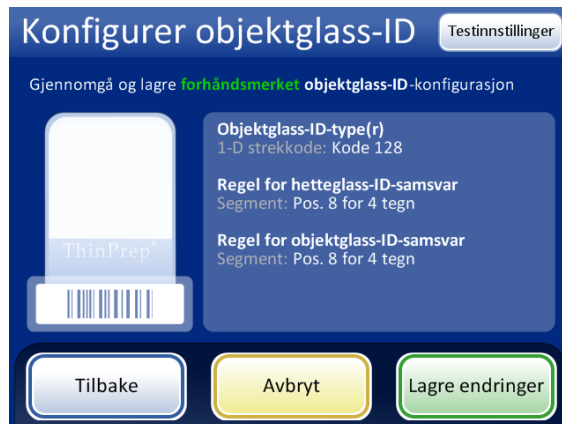 Konfigurer objektglass-ID
Testinnstillinger
Gjennomgå og lagre forhåndsmerket objektglass-ID-konfigurasjon
Objektglass-ID-type(r)
1-D strekkode: Kode 128
Regel for hetteglass-ID-samsvar
Segment: Pos. 8 for 4 tegn
Regel for objektglass-ID-samsvar
Segment: Pos. 8 for 4 tegn
ThinPrep®
Tilbake
Avbryt
Lagre endringer